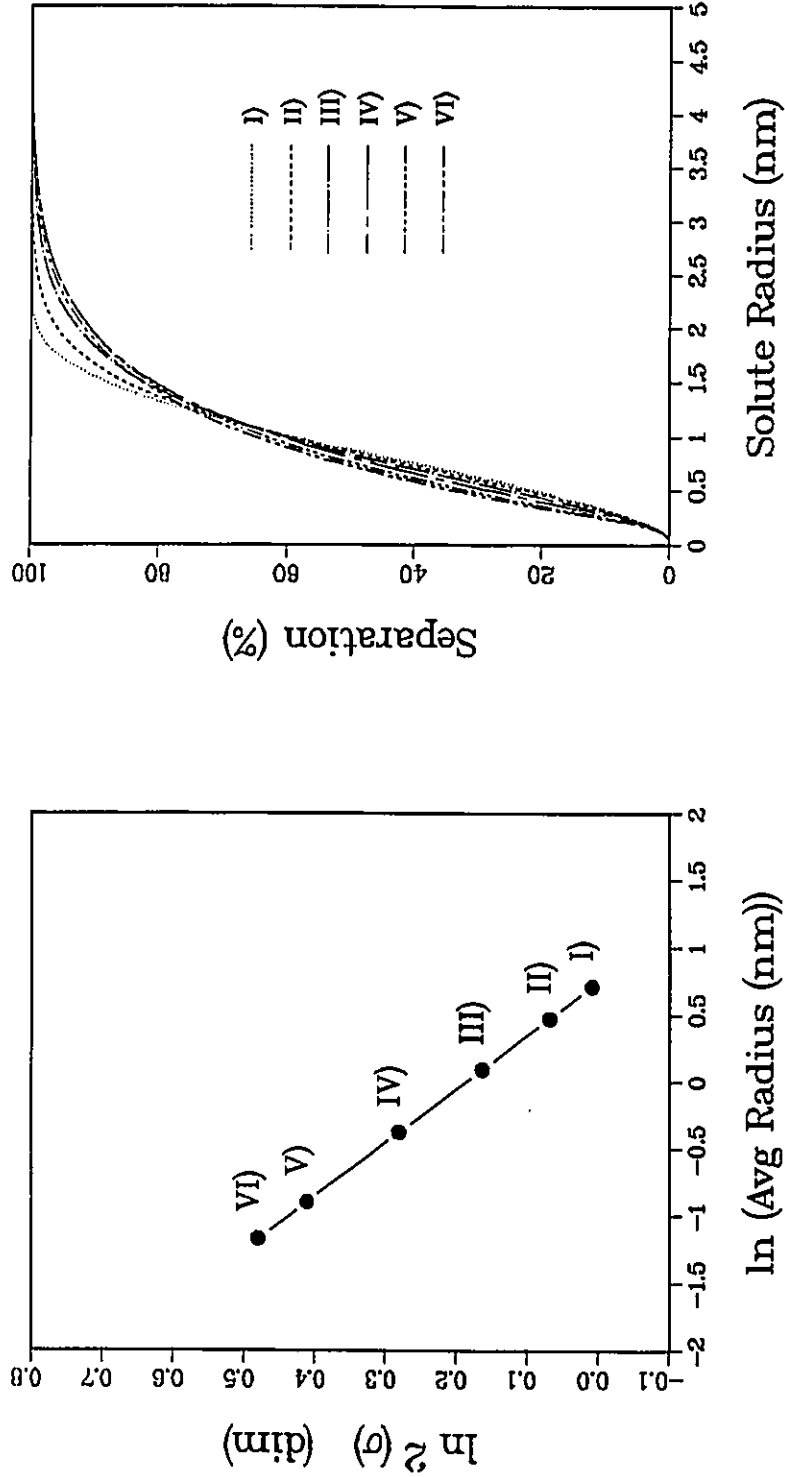 ln ² (σ) (dim)
0.8
0.7
0.6
0.5
0.4
0.3
0.2
0.1
0.0
-0.1
VI)
V)
IV)
III)
II)
I)
-2
-1.5
-1
-0.5
0
0.5
1
1.5
2
ln (Avg Radius (nm))
Separation (%)
100
80
60
40
20
0
I)
II)
III)
IV)
V)
VI)
0
0.5
1
1.5
2
2.5
3
3.5
4
4.5
5
Solute Radius (nm)